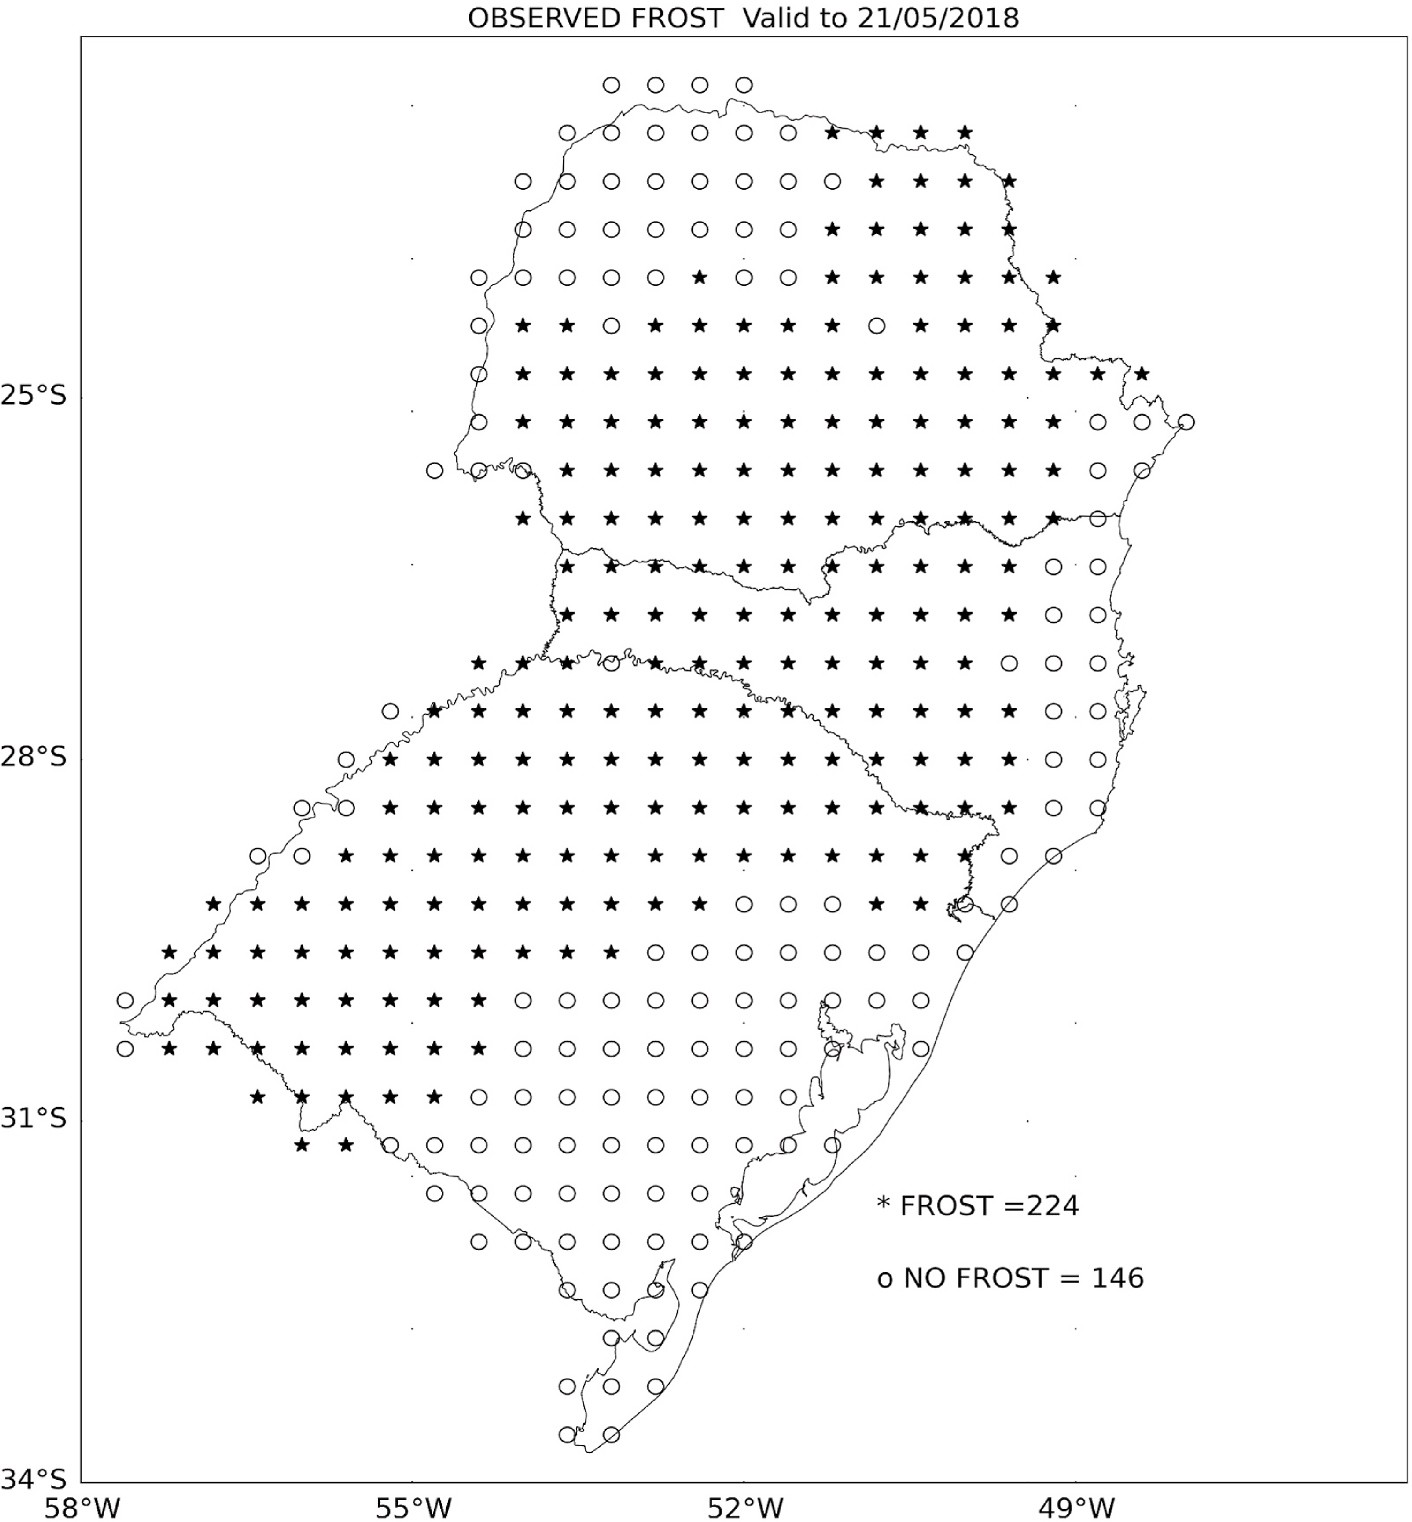 OBSERVED FROST  Valid to 21/05/2018
25°S
28°S
31°S
* FROST =224
o NO FROST = 146
34°S
58°W 55°W 52°W 49°W